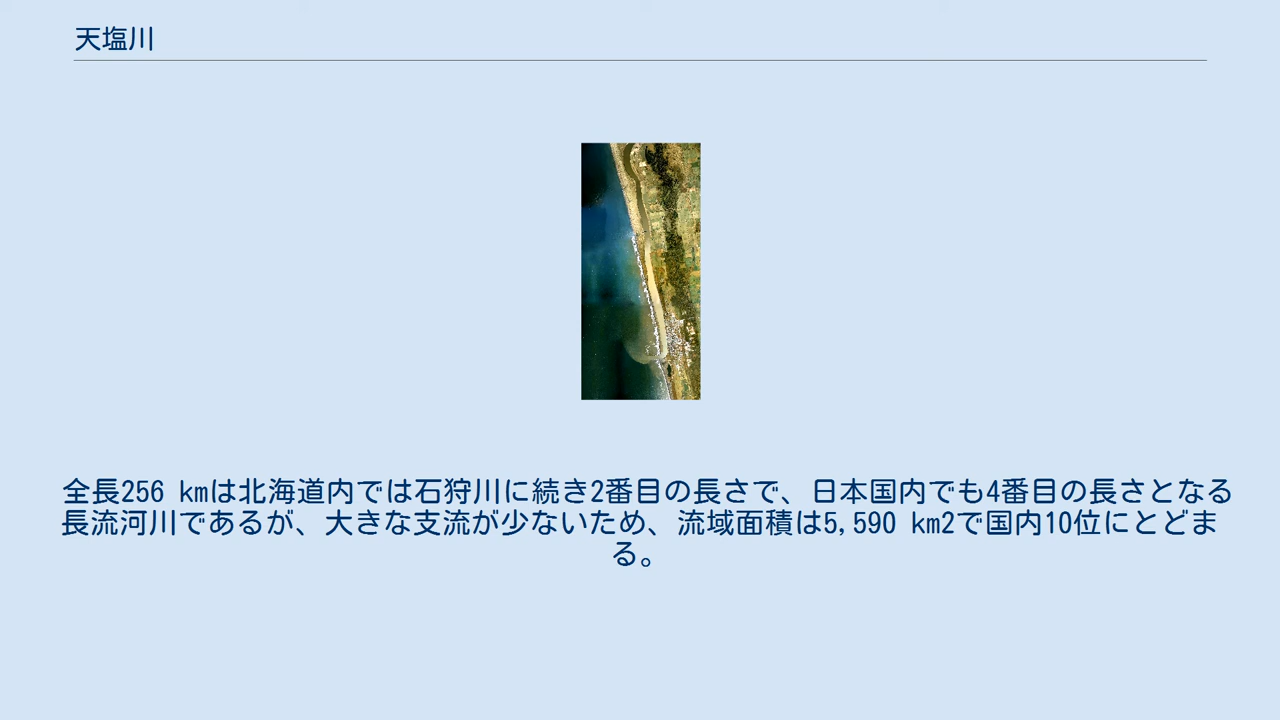 天塩川
全長256 kmは北海道内では石狩川に続き2番目の長さで、日本国内でも4番目の長さとなる
長流河川であるが、大きな支流が少ないため、流域面積は5,590 km2で国内10位にとどま
る。